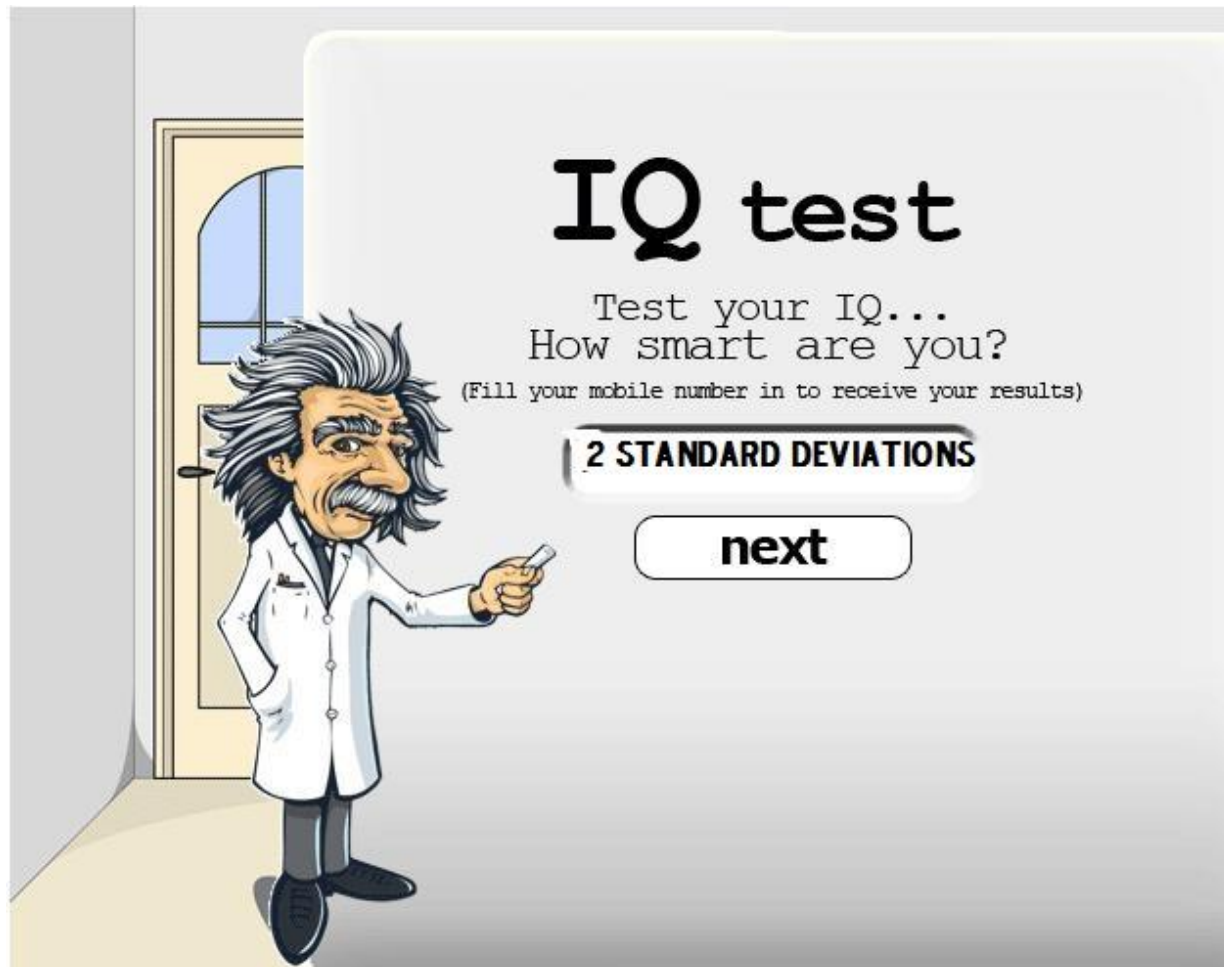 IQ test
Test your IQ...
How smart are you?
(Fill your mobile number in to receive your results)
2 STANDARD DEVIATIONS
next